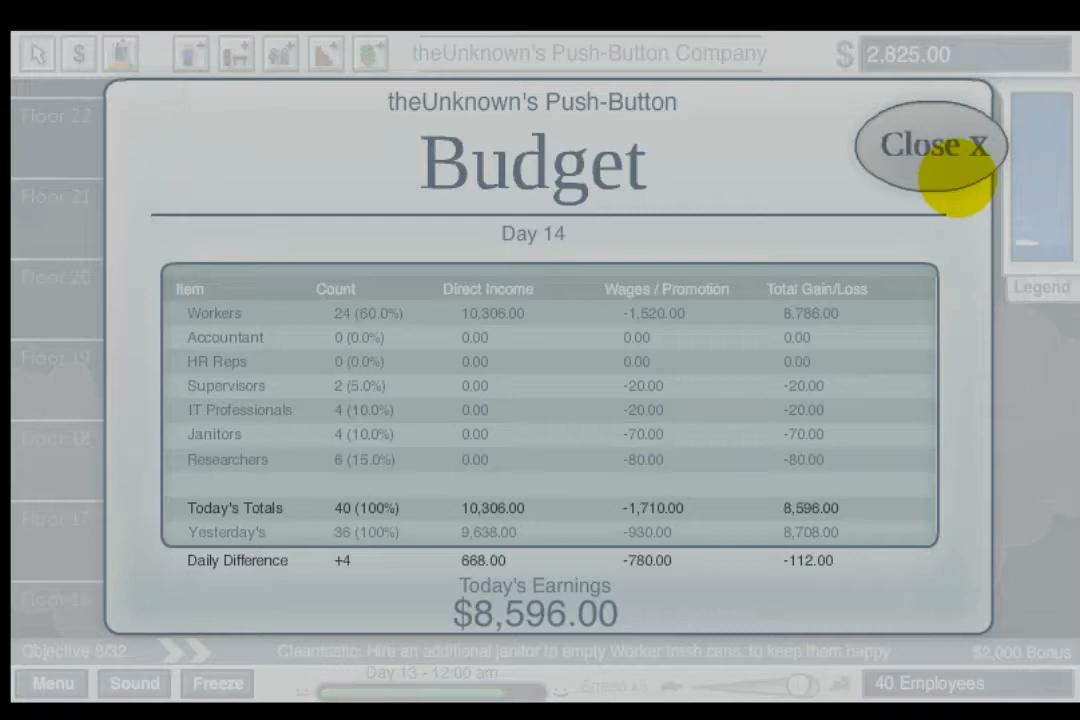 theUnknown's Push-Button Company
$ 2,825.00
theUnknown's Push-Button
Budget
Close X
Day 14
Item Count Direct Income Wages / Promotion Total Gain/Loss
Workers 24 (60.0%) 10,306.00 -1,520.00 8,786.00
Accountant 0 (0.0%) 0.00 0.00 0.00
HR Reps 0 (0.0%) 0.00 0.00 0.00
Supervisors 2 (5.0%) 0.00 -20.00 -20.00
IT Professionals 4 (10.0%) 0.00 -20.00 -20.00
Janitors 4 (10.0%) 0.00 -70.00 -70.00
Researchers 6 (15.0%) 0.00 -80.00 -80.00
Today's Totals 40 (100%) 10,306.00 -1,710.00 8,596.00
Yesterday's 36 (100%) 9,638.00 -930.00 8,708.00
Daily Difference +4 668.00 -780.00 -112.00
Today's Earnings
$8,596.00
Floor 22
Floor 21
Floor 20
Floor 19
Floor 18
Floor 17
Legend
Objective 8/32 Cleantastic: Hire an additional janitor to empty Worker trash cans, to keep them happy $2,000 Bonus
Day 13 - 12:00 am
Menu Sound Freeze 40 Employees